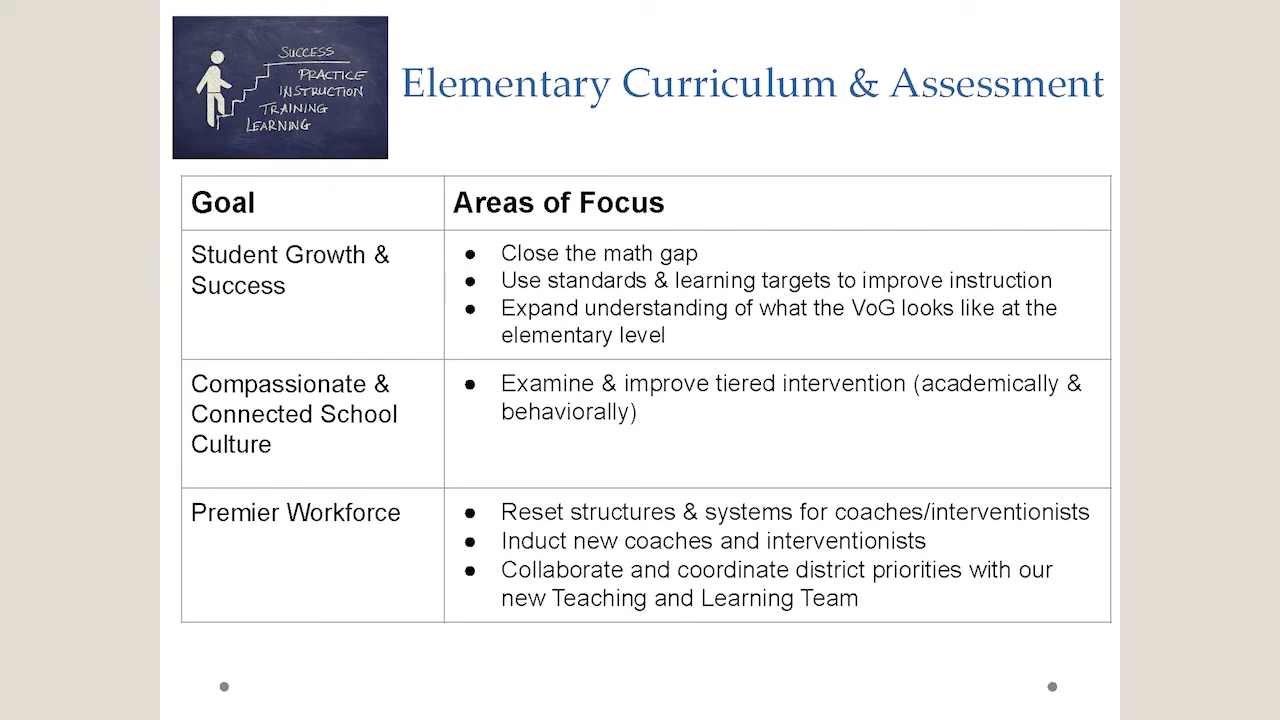 SUCCESS
PRACTICE
INSTRUCTION
TRAINING
LEARNING
Elementary Curriculum & Assessment
Goal
Areas of Focus
Student Growth &
Success
● Close the math gap
● Use standards & learning targets to improve instruction
● Expand understanding of what the VoG looks like at the
elementary level
Compassionate &
Connected School
Culture
● Examine & improve tiered intervention (academically &
behaviorally)
Premier Workforce
● Reset structures & systems for coaches/interventionists
● Induct new coaches and interventionists
● Collaborate and coordinate district priorities with our
new Teaching and Learning Team